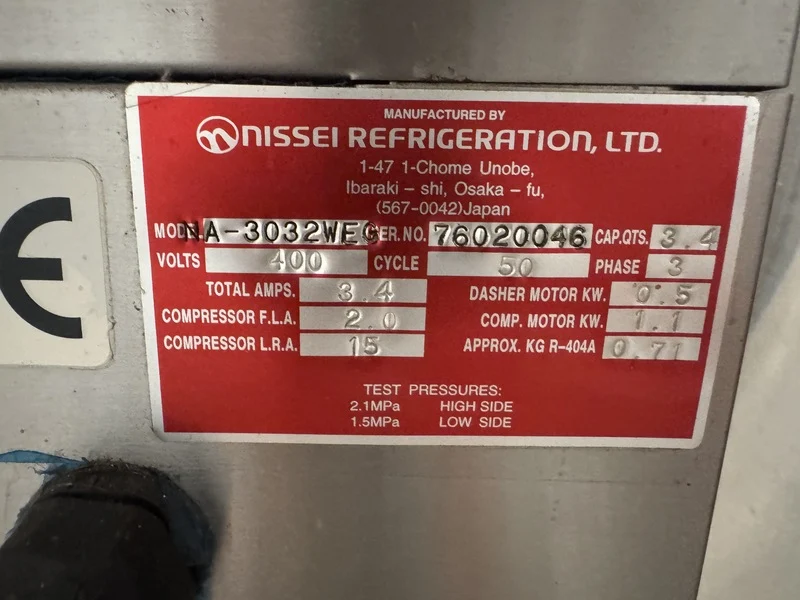 MANUFACTURED BY
NISSEI REFRIGERATION, LTD.
1-47 1-Chome Unobe,
Ibaraki - shi, Osaka - fu,
(567-0042)Japan
MODEL NA-3032WEG SER. NO. 76020046 CAP.QTS. 3.4
VOLTS 400 CYCLE 50 PHASE 3
TOTAL AMPS. 3.4 DASHER MOTOR KW. 0.5
COMPRESSOR F.L.A. 2.0 COMP. MOTOR KW. 1.1
COMPRESSOR L.R.A. 15 APPROX. KG R-404A 0.71
TEST PRESSURES:
2.1MPa HIGH SIDE
1.5MPa LOW SIDE
CE